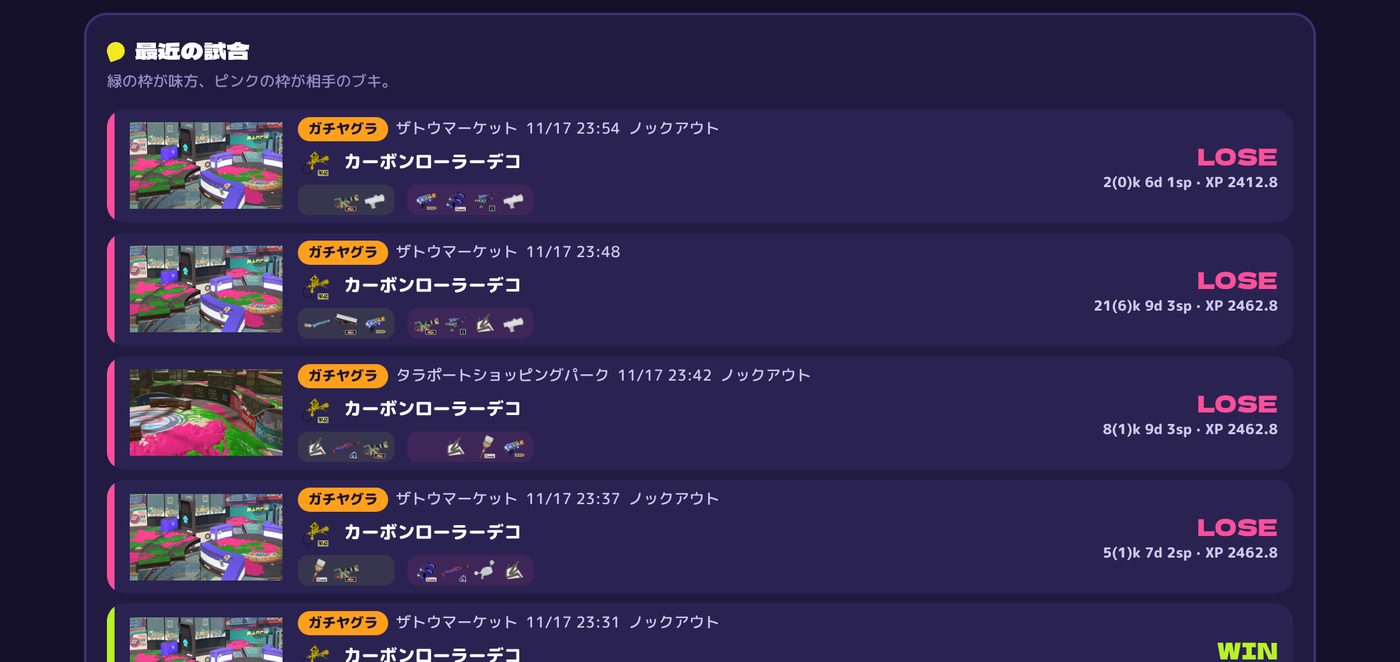 最近の試合
緑の枠が味方、ピンクの枠が相手のブキ。
ガチヤグラ ザトウマーケット 11/17 23:54 ノックアウト
カーボンローラーデコ
LOSE
2(0)k 6d 1sp · XP 2412.8
ガチヤグラ ザトウマーケット 11/17 23:48
カーボンローラーデコ
LOSE
21(6)k 9d 3sp · XP 2462.8
ガチヤグラ タラポートショッピングパーク 11/17 23:42 ノックアウト
カーボンローラーデコ
LOSE
8(1)k 9d 3sp · XP 2462.8
ガチヤグラ ザトウマーケット 11/17 23:37 ノックアウト
カーボンローラーデコ
LOSE
5(1)k 7d 2sp · XP 2462.8
ガチヤグラ ザトウマーケット 11/17 23:31 ノックアウト
カーボンローラーデコ
WIN